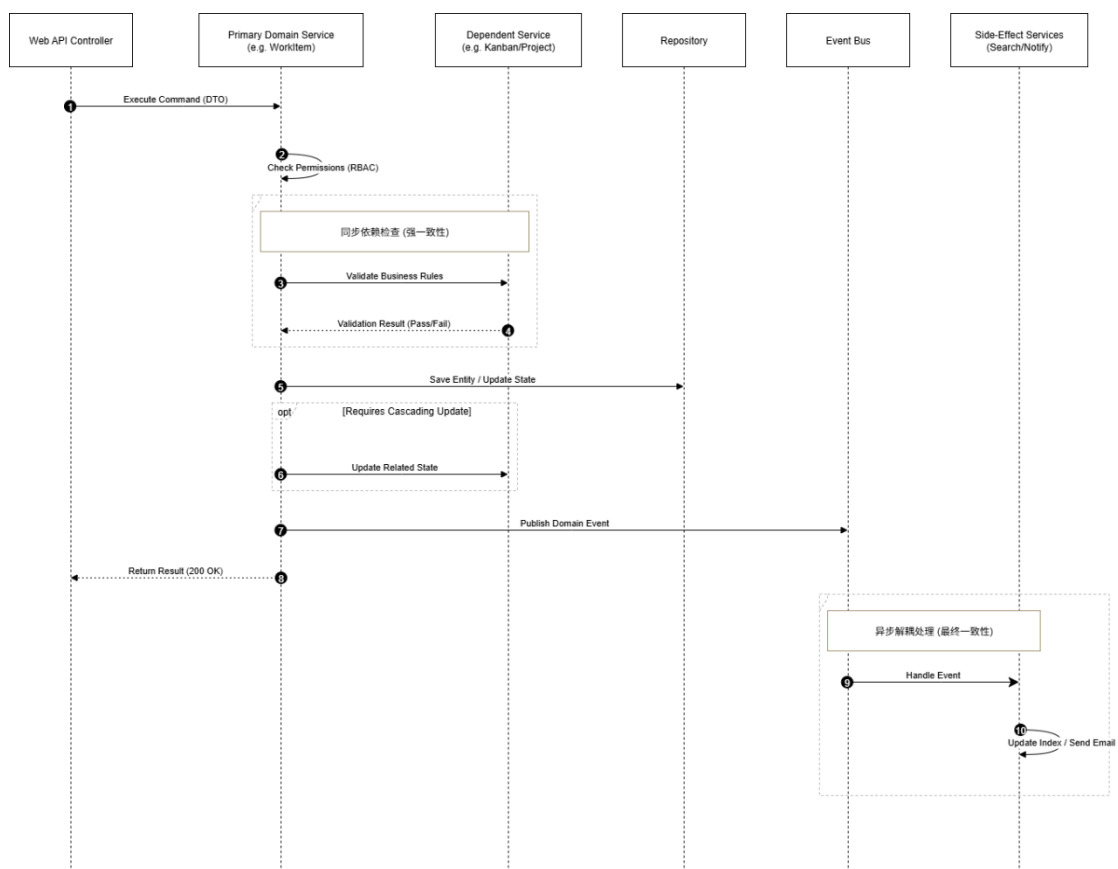 Web API Controller
Primary Domain Service
(e.g. WorkItem)
Dependent Service
(e.g. Kanban/Project)
Repository
Event Bus
Side-Effect Services
(Search/Notify)
1
Execute Command (DTO)
2
Check Permissions (RBAC)
同步依赖检查 (强一致性)
3
Validate Business Rules
Validation Result (Pass/Fail)
4
5
Save Entity / Update State
opt
[Requires Cascading Update]
6
Update Related State
7
Publish Domain Event
Return Result (200 OK)
8
异步解耦处理 (最终一致性)
9
Handle Event
10
Update Index / Send Email